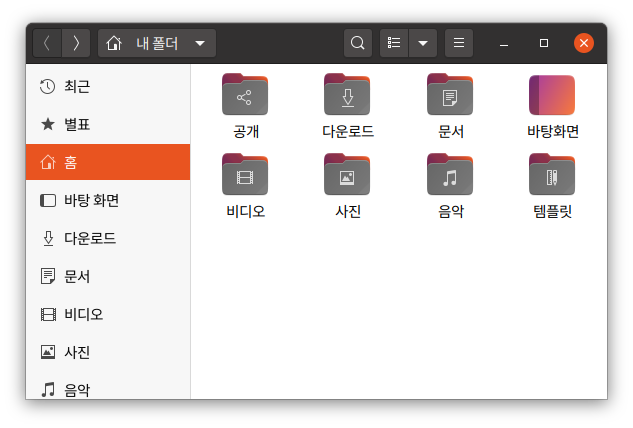 내 폴더
최근
별표
홈
바탕 화면
다운로드
문서
비디오
사진
음악
공개
다운로드
문서
바탕화면
비디오
사진
음악
템플릿